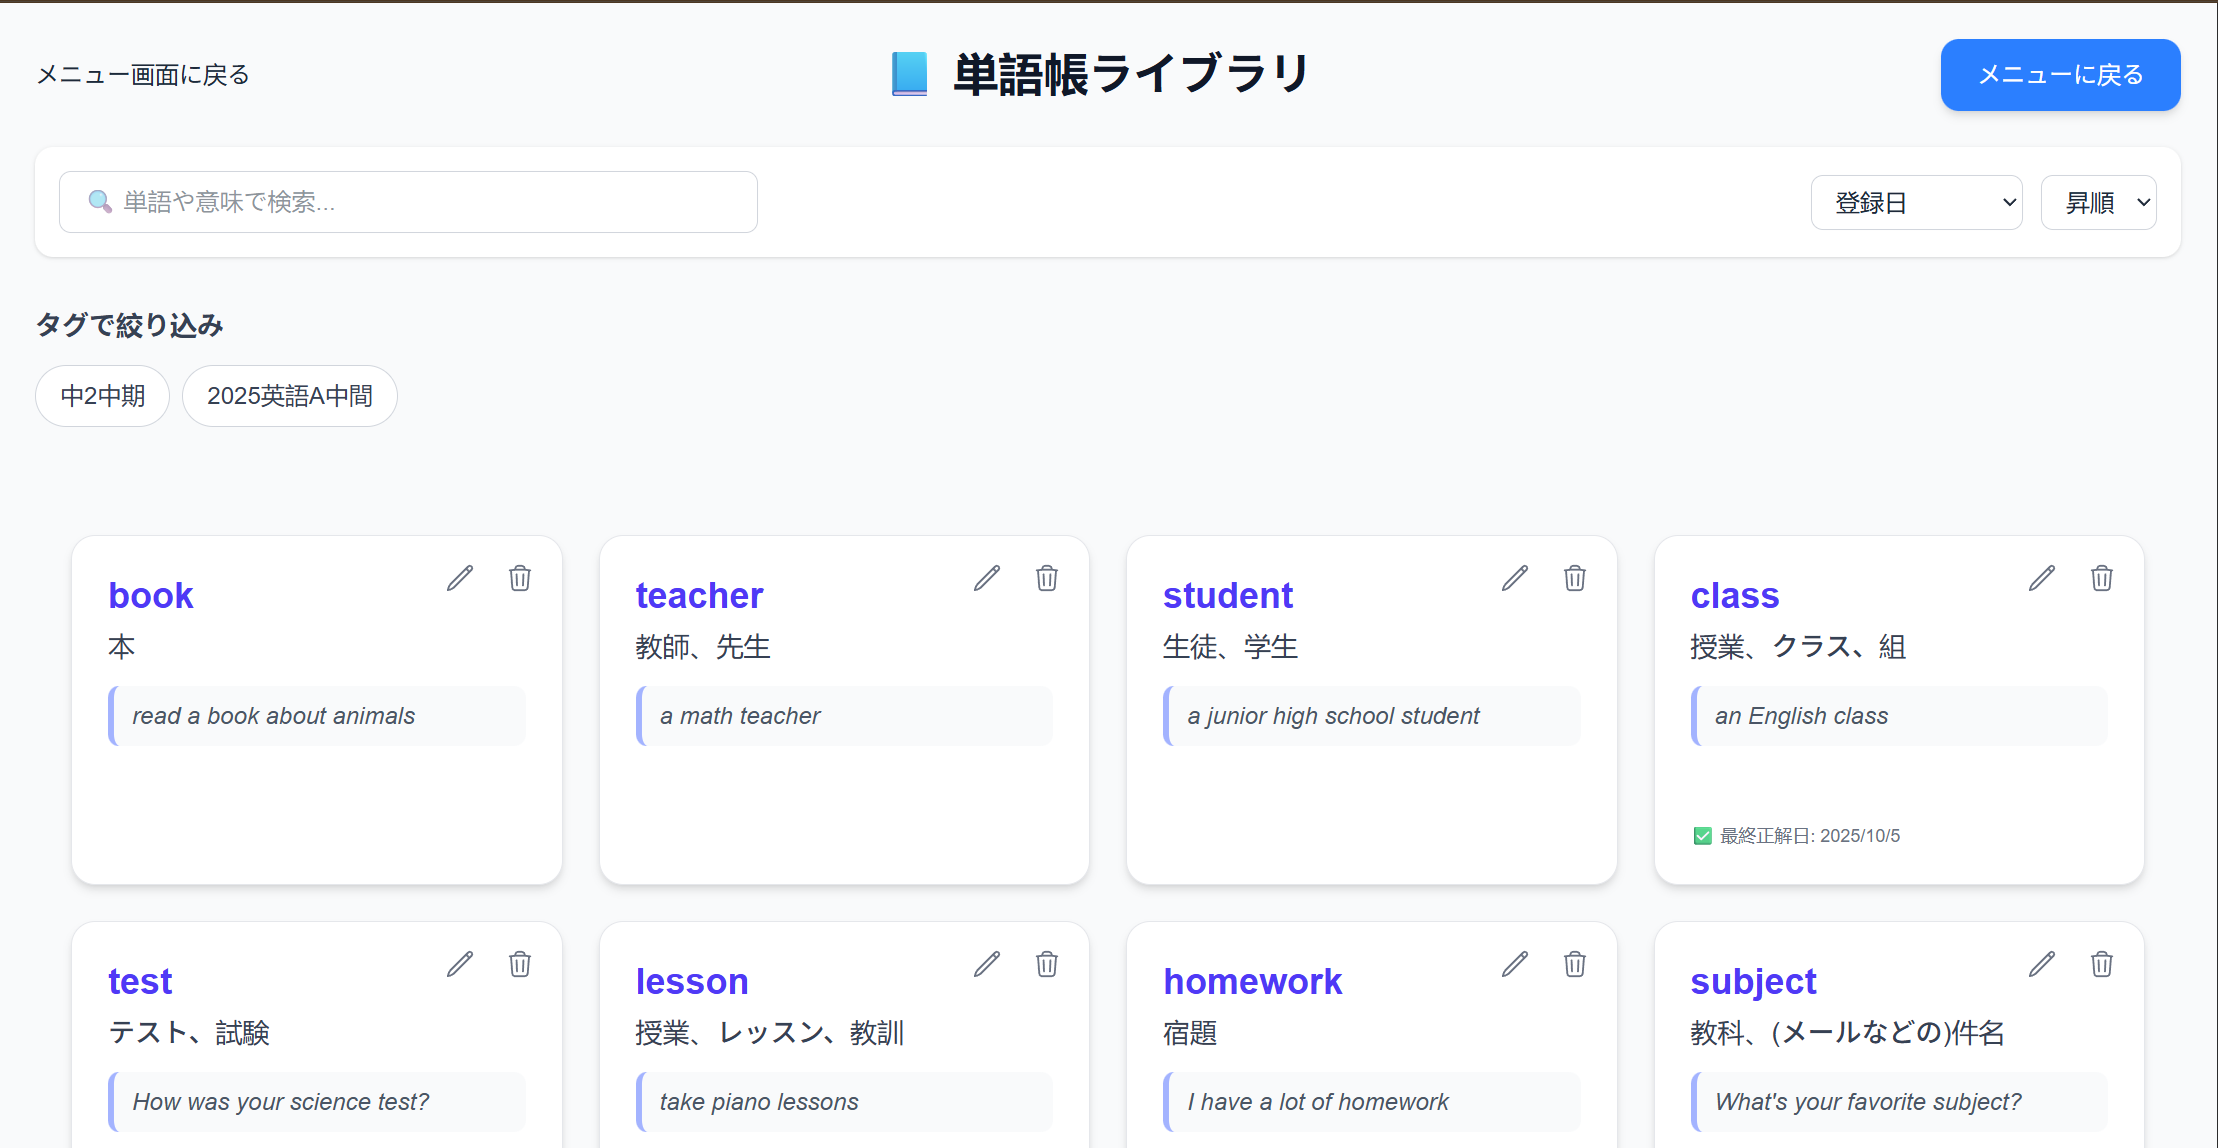 メニュー画面に戻る
単語帳ライブラリ
メニューに戻る
単語や意味で検索...
登録日
昇順
タグで絞り込み
中2中期
2025英語A中間
book
本
read a book about animals
teacher
教師、先生
a math teacher
student
生徒、学生
a junior high school student
class
授業、クラス、組
an English class
最終正解日: 2025/10/5
test
テスト、試験
How was your science test?
lesson
授業、レッスン、教訓
take piano lessons
homework
宿題
I have a lot of homework
subject
教科、(メールなどの)件名
What's your favorite subject?